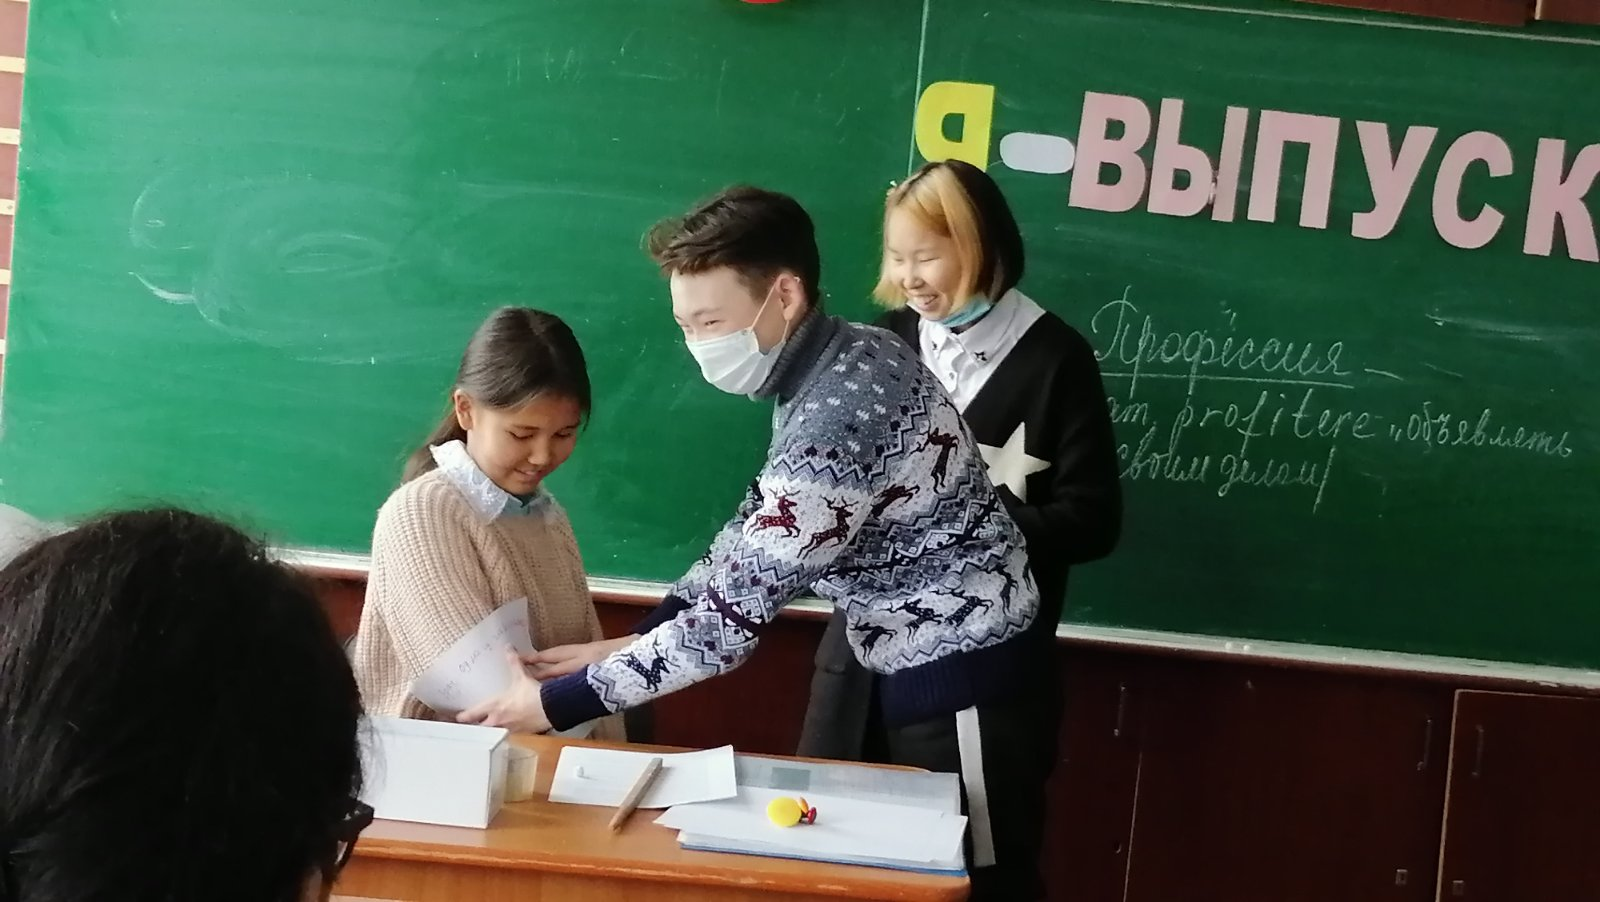 Я-ВЫПУСК
Профессия –
profitere - „объявлять
своим делом/